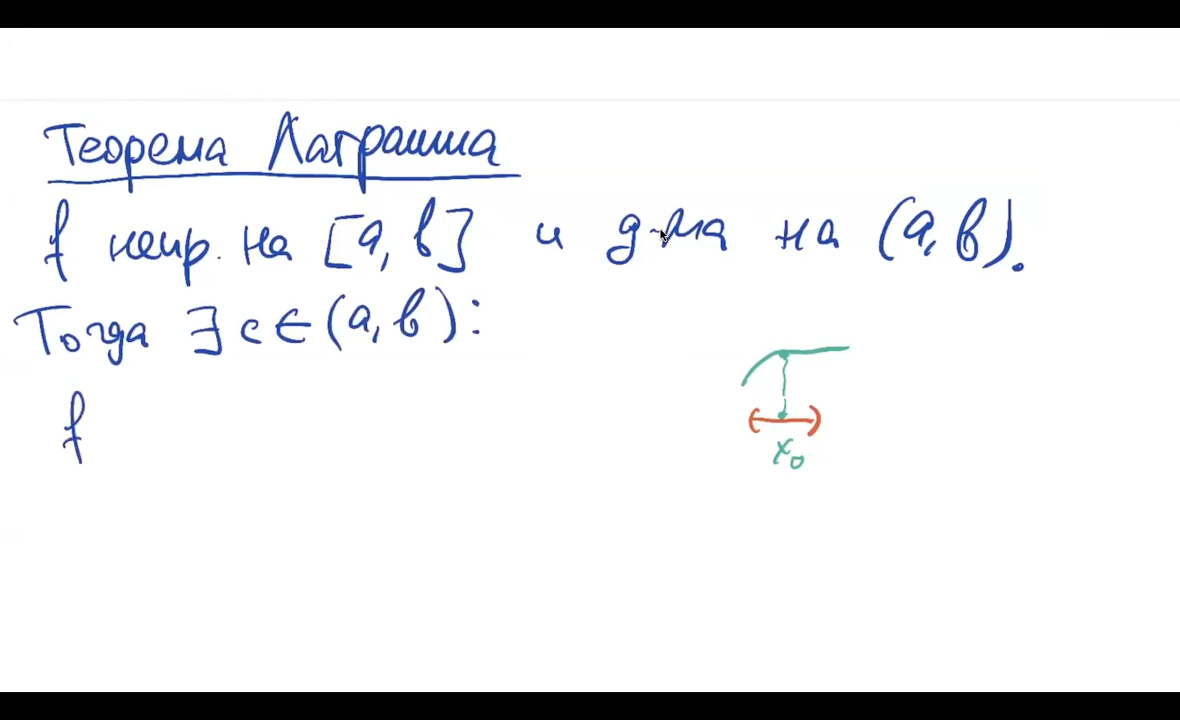 Теорема Лагранжа
f непр. на [a, b] и д-ма на (a, b).
Тогда ∃ c ∈ (a, b):
f
x₀